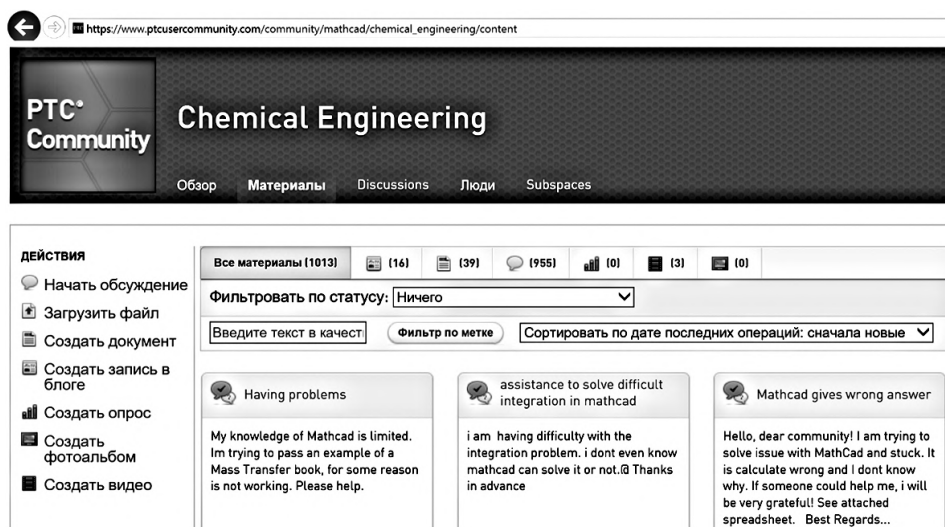 https://www.ptcusercommunity.com/community/mathcad/chemical_engineering/content
PTC®
Community
Chemical Engineering
Обзор Материалы Discussions Люди Subspaces
ДЕЙСТВИЯ
Начать обсуждение
Загрузить файл
Создать документ
Создать запись в
блоге
Создать опрос
Создать
фотоальбом
Создать видео
Все материалы (1013) (16) (39) (955) (0) (3) (0)
Фильтровать по статусу: Ничего
Введите текст в качест Фильтр по метке Сортировать по дате последних операций: сначала новые
Having problems
My knowledge of Mathcad is limited.
Im trying to pass an example of a
Mass Transfer book, for some reason
is not working. Please help.
assistance to solve difficult
integration in mathcad
i am having difficulty with the
integration problem. i dont even know
mathcad can solve it or not.@ Thanks
in advance
Mathcad gives wrong answer
Hello, dear community! I am trying to
solve issue with MathCad and stuck. It
is calculate wrong and I dont know
why. If someone could help me, i will
be very grateful! See attached
spreadsheet. Best Regards...